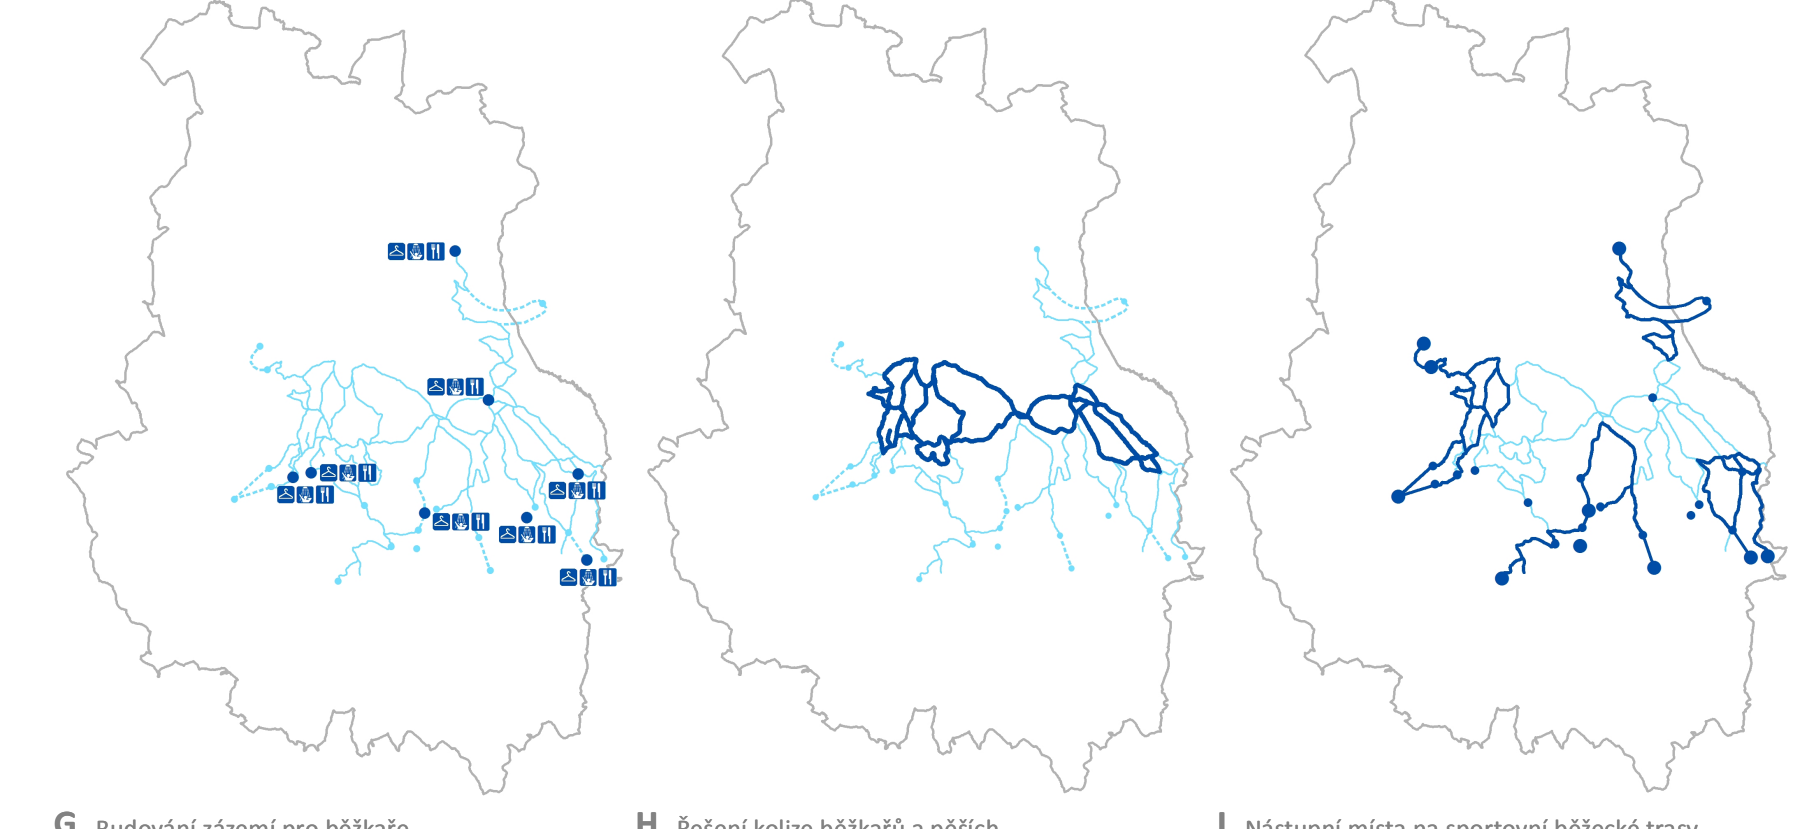 G Budování zázemí pro běžkaře
H Řešení kolize běžkařů a pěších
I Nástupní místa na sportovní běžecké trasy